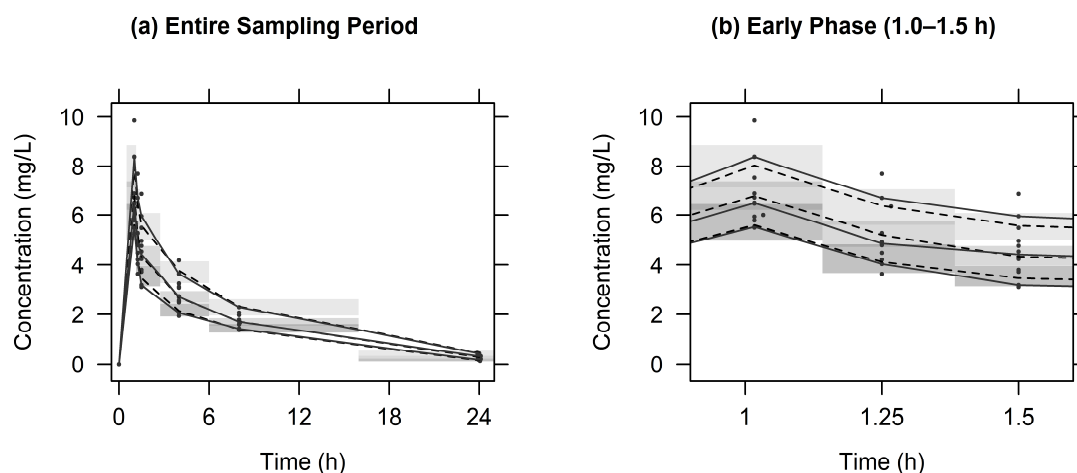 (a) Entire Sampling Period
Concentration (mg/L)
10
8
6
4
2
0
0 6 12 18 24
Time (h)
(b) Early Phase (1.0–1.5 h)
Concentration (mg/L)
10
8
6
4
2
0
1 1.25 1.5
Time (h)